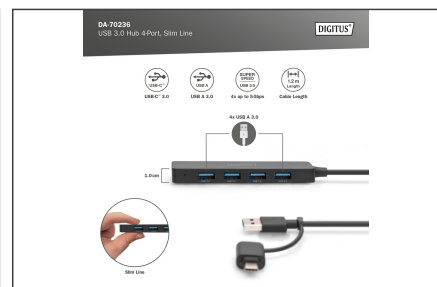 DA-70236
USB 3.0 Hub 4-Port, Slim Line
DIGITUS®
USB-C™
USB-C™ 3.0
USB A
USB A 3.0
SUPER
SPEED
USB 3.0
4x up to 5Gbps
1.2 m
Length
Cable Length
4x USB A 3.0
1.0cm
Slim Line